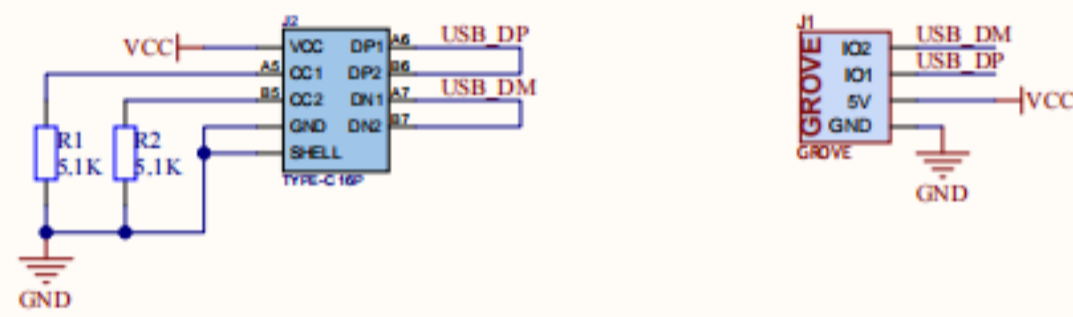 J2
VCC
VCC DP1 A6 USB_DP
A5 CC1 DP2 B6
B5 CC2 DN1 A7 USB_DM
GND DN2 B7
SHELL
TYPE-C 16P
R1
5.1K
R2
5.1K
GND
J1
GROVE
IO2 USB_DM
IO1 USB_DP
5V VCC
GND
GROVE
GND